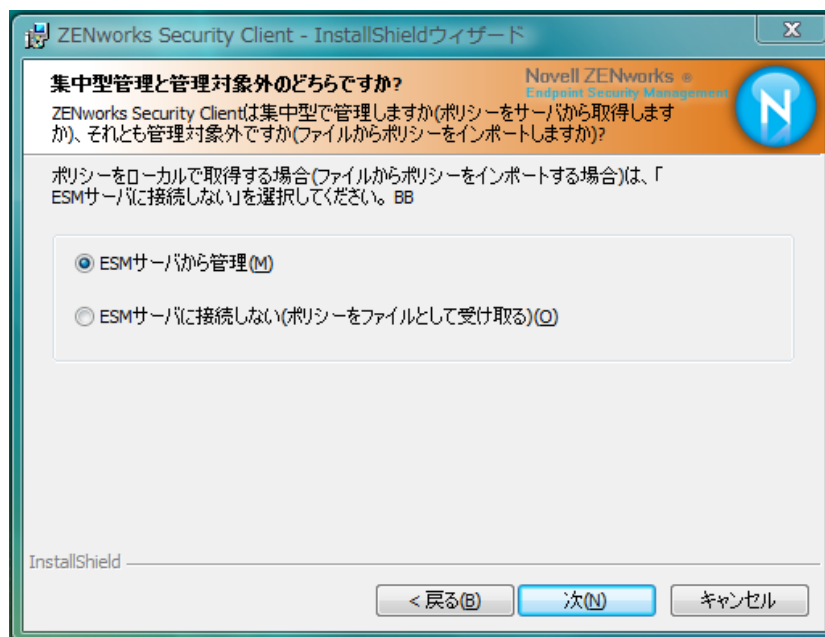 ZENworks Security Client - InstallShieldウィザード
集中型管理と管理対象外のどちらですか?
Novell ZENworks ®
Endpoint Security Management
ZENworks Security Clientは集中型で管理しますか(ポリシーをサーバから取得します
か)、それとも管理対象外ですか(ファイルからポリシーをインポートしますか)?
N
ポリシーをローカルで取得する場合(ファイルからポリシーをインポートする場合)は、「
ESMサーバに接続しない」を選択してください。 BB
ESMサーバから管理(M)
ESMサーバに接続しない(ポリシーをファイルとして受け取る)(O)
InstallShield
< 戻る(B)
次(N)
キャンセル